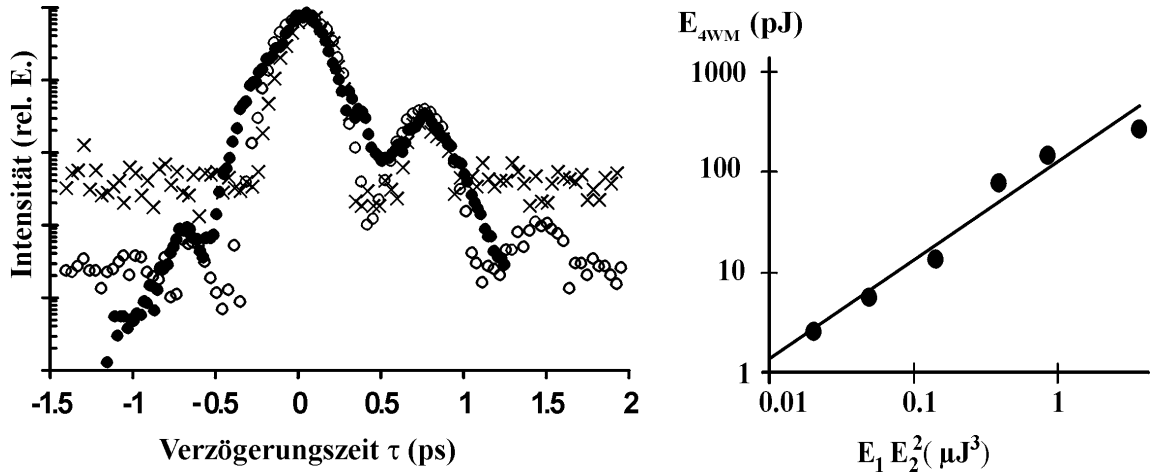 Intensität (rel. E.)
-1.5 -1 -0.5 0 0.5 1 1.5 2
Verzögerungszeit τ (ps)
E4WM (pJ)
1000
100
10
1
0.01 0.1 1
E1 E2² ( µJ³)